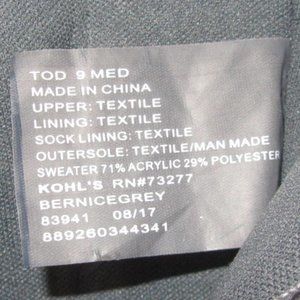 TOD 9 MED
MADE IN CHINA
UPPER: TEXTILE
LINING: TEXTILE
SOCK LINING: TEXTILE
OUTERSOLE: TEXTILE/MAN MADE
SWEATER 71% ACRYLIC 29% POLYESTER
KOHL'S RN#73277
BERNICEGREY
83941 08/17
889260344341